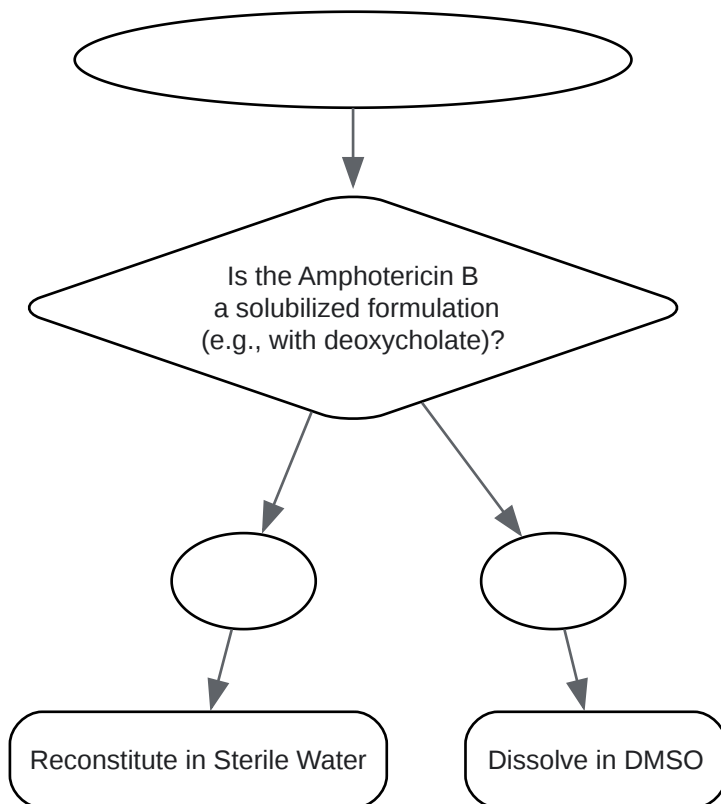 Is the Amphotericin B
a solubilized formulation
(e.g., with deoxycholate)?
Reconstitute in Sterile Water
Dissolve in DMSO